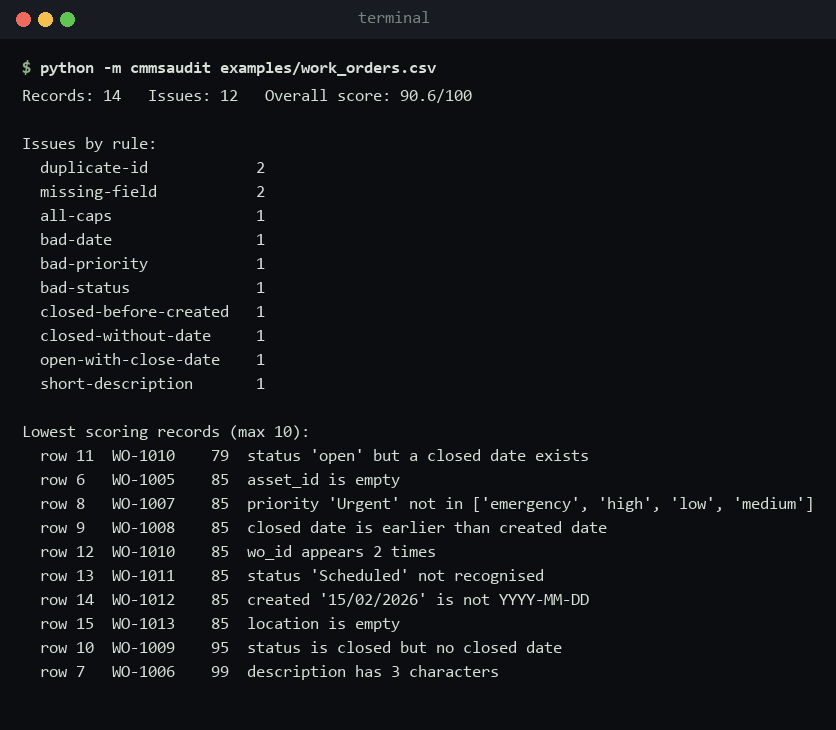 terminal
$ python -m cmmsaudit examples/work_orders.csv
Records: 14   Issues: 12   Overall score: 90.6/100
Issues by rule:
  duplicate-id            2
  missing-field           2
  all-caps                1
  bad-date                1
  bad-priority            1
  bad-status              1
  closed-before-created   1
  closed-without-date     1
  open-with-close-date    1
  short-description       1
Lowest scoring records (max 10):
  row 11  WO-1010    79  status 'open' but a closed date exists
  row 6   WO-1005    85  asset_id is empty
  row 8   WO-1007    85  priority 'Urgent' not in ['emergency', 'high', 'low', 'medium']
  row 9   WO-1008    85  closed date is earlier than created date
  row 12  WO-1010    85  wo_id appears 2 times
  row 13  WO-1011    85  status 'Scheduled' not recognised
  row 14  WO-1012    85  created '15/02/2026' is not YYYY-MM-DD
  row 15  WO-1013    85  location is empty
  row 10  WO-1009    95  status is closed but no closed date
  row 7   WO-1006    99  description has 3 characters